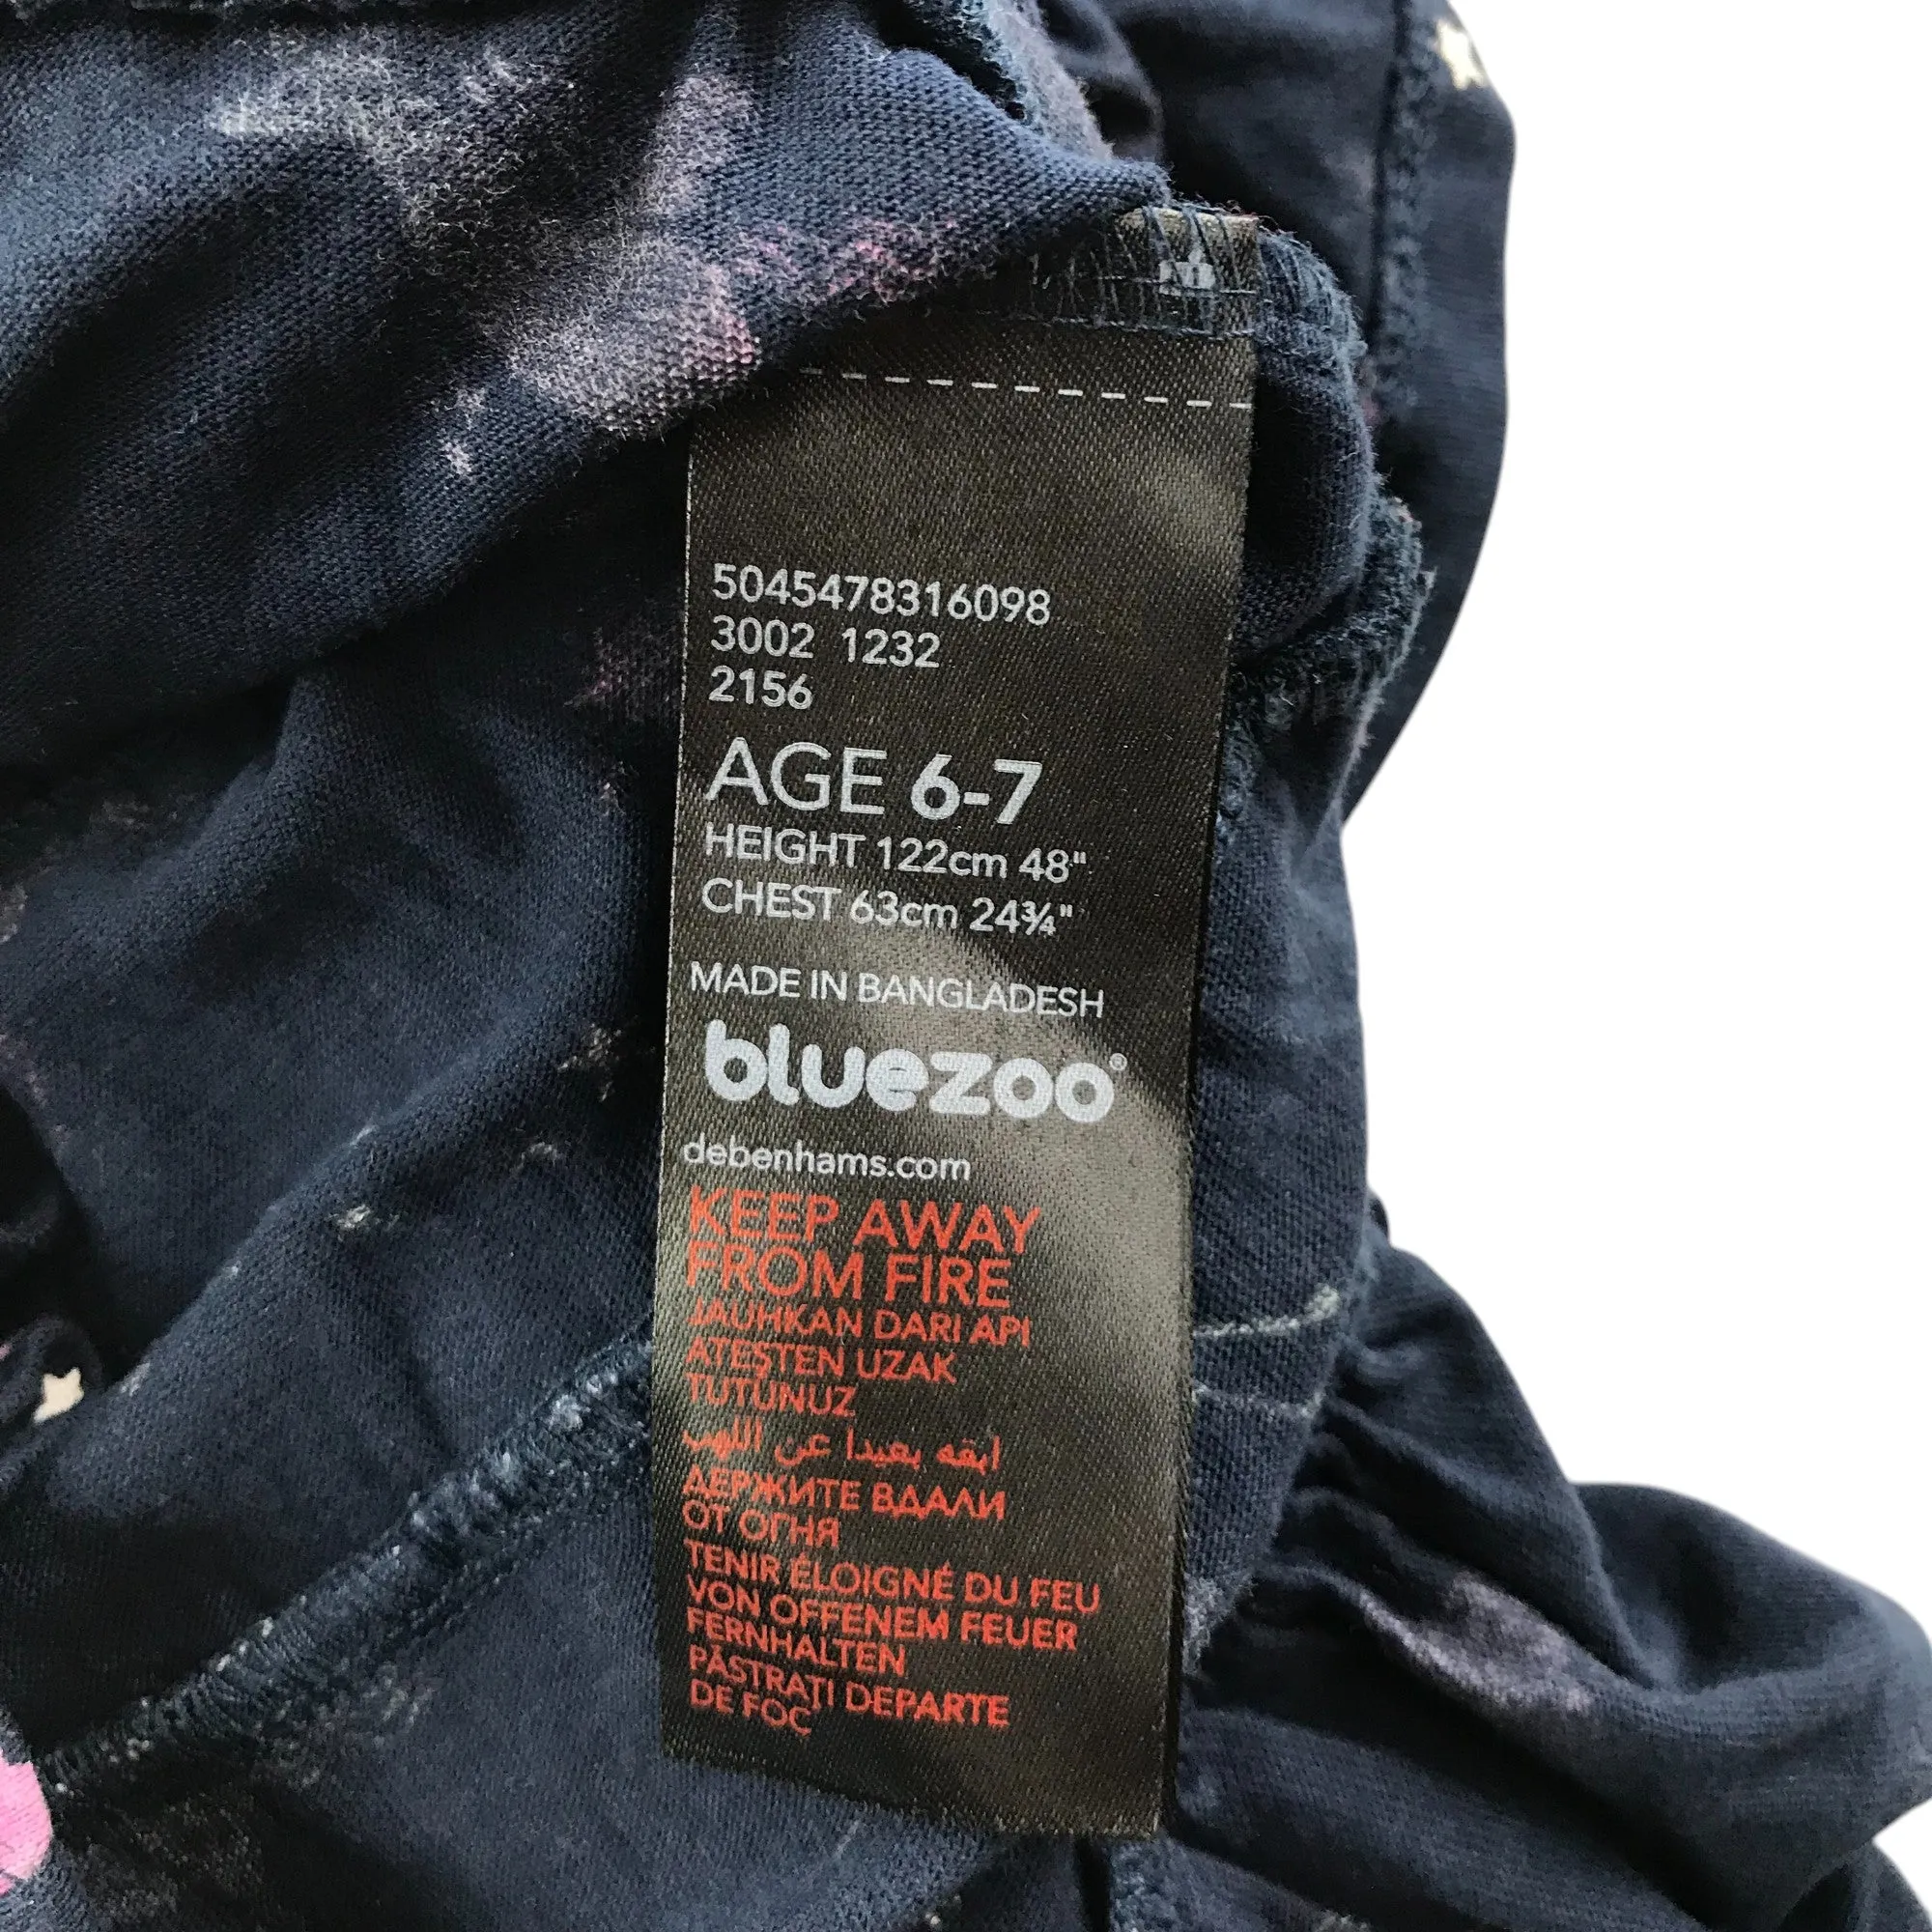 5045478316098
3002 1232
2156
AGE 6-7
HEIGHT 122cm 48"
CHEST 63cm 24¾"
MADE IN BANGLADESH
bluezoo®
debenhams.com
KEEP AWAY
FROM FIRE
JAUHKAN DARI API
ATEŞTEN UZAK
TUTUNUZ
ابقه بعيدا عن اللهب
ДЕРЖИТЕ ВДАЛИ
ОТ ОГНЯ
TENIR ÉLOIGNÉ DU FEU
VON OFFENEM FEUER
FERNHALTEN
PĂSTRAŢI DEPARTE
DE FOC